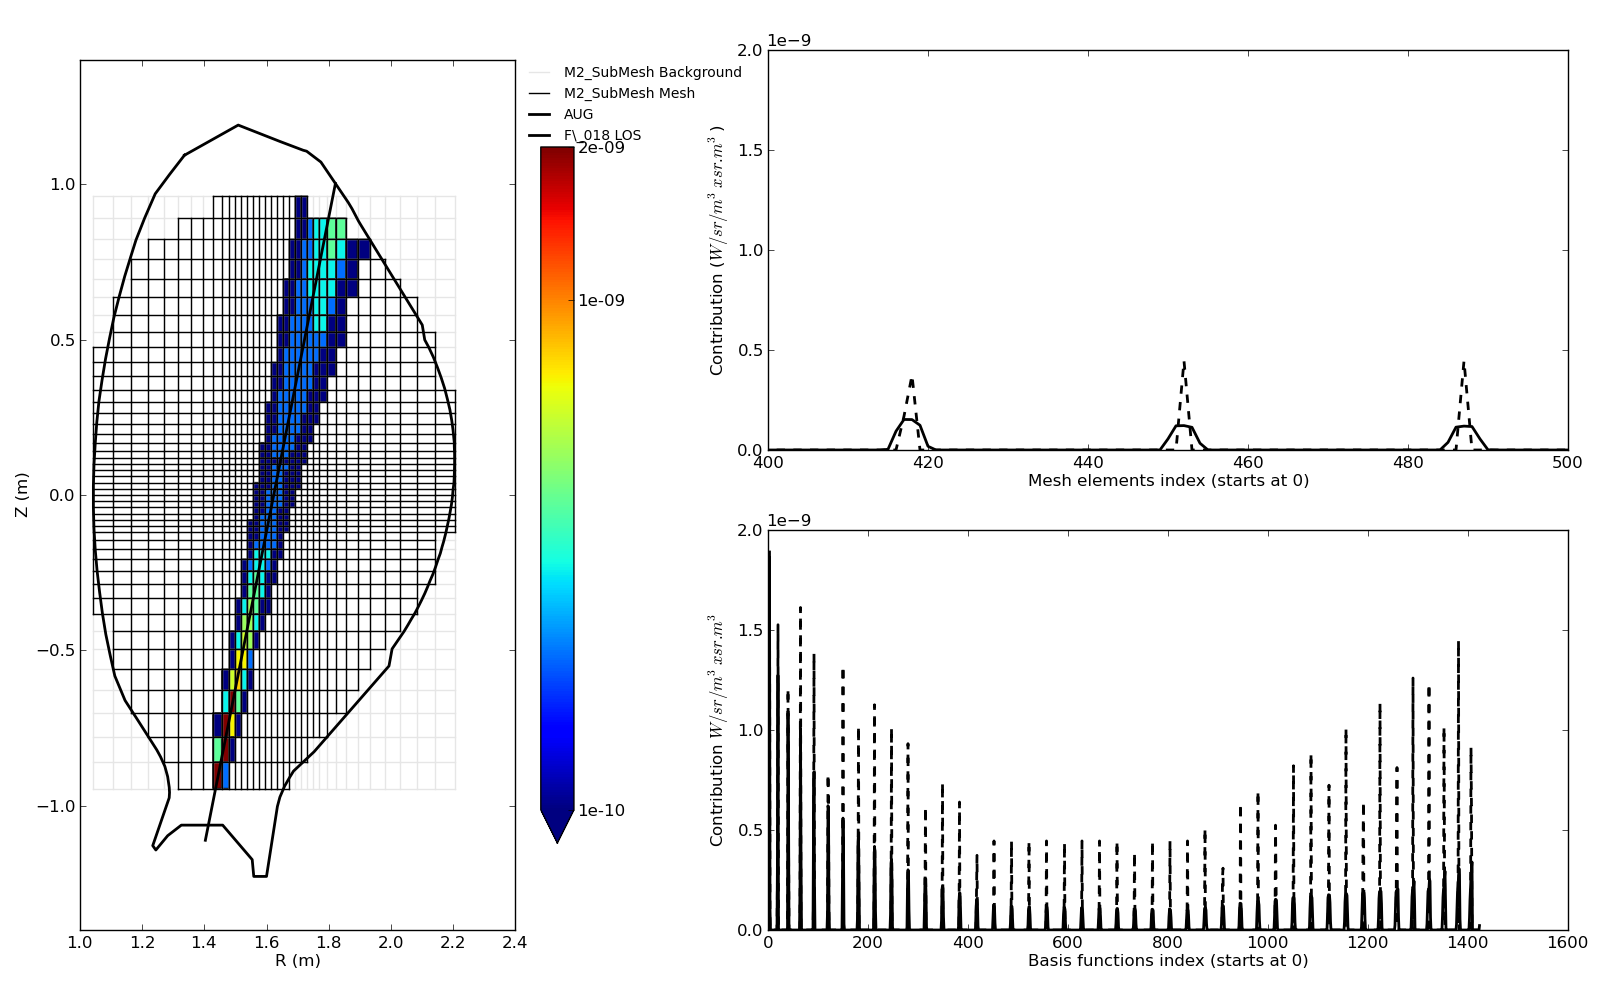 M2_SubMesh Background
M2_SubMesh Mesh
AUG
F\_018 LOS
2e-09
1e-09
1e-10
1.0
0.5
0.0
−0.5
−1.0
Z (m)
1.0 1.2 1.4 1.6 1.8 2.0 2.2 2.4
R (m)
1e−9
2.0
1.5
1.0
0.5
0.0
Contribution (W/sr/m³ xsr.m³)
400 420 440 460 480 500
Mesh elements index (starts at 0)
1e−9
2.0
1.5
1.0
0.5
0.0
Contribution W/sr/m³ xsr.m³
0 200 400 600 800 1000 1200 1400 1600
Basis functions index (starts at 0)